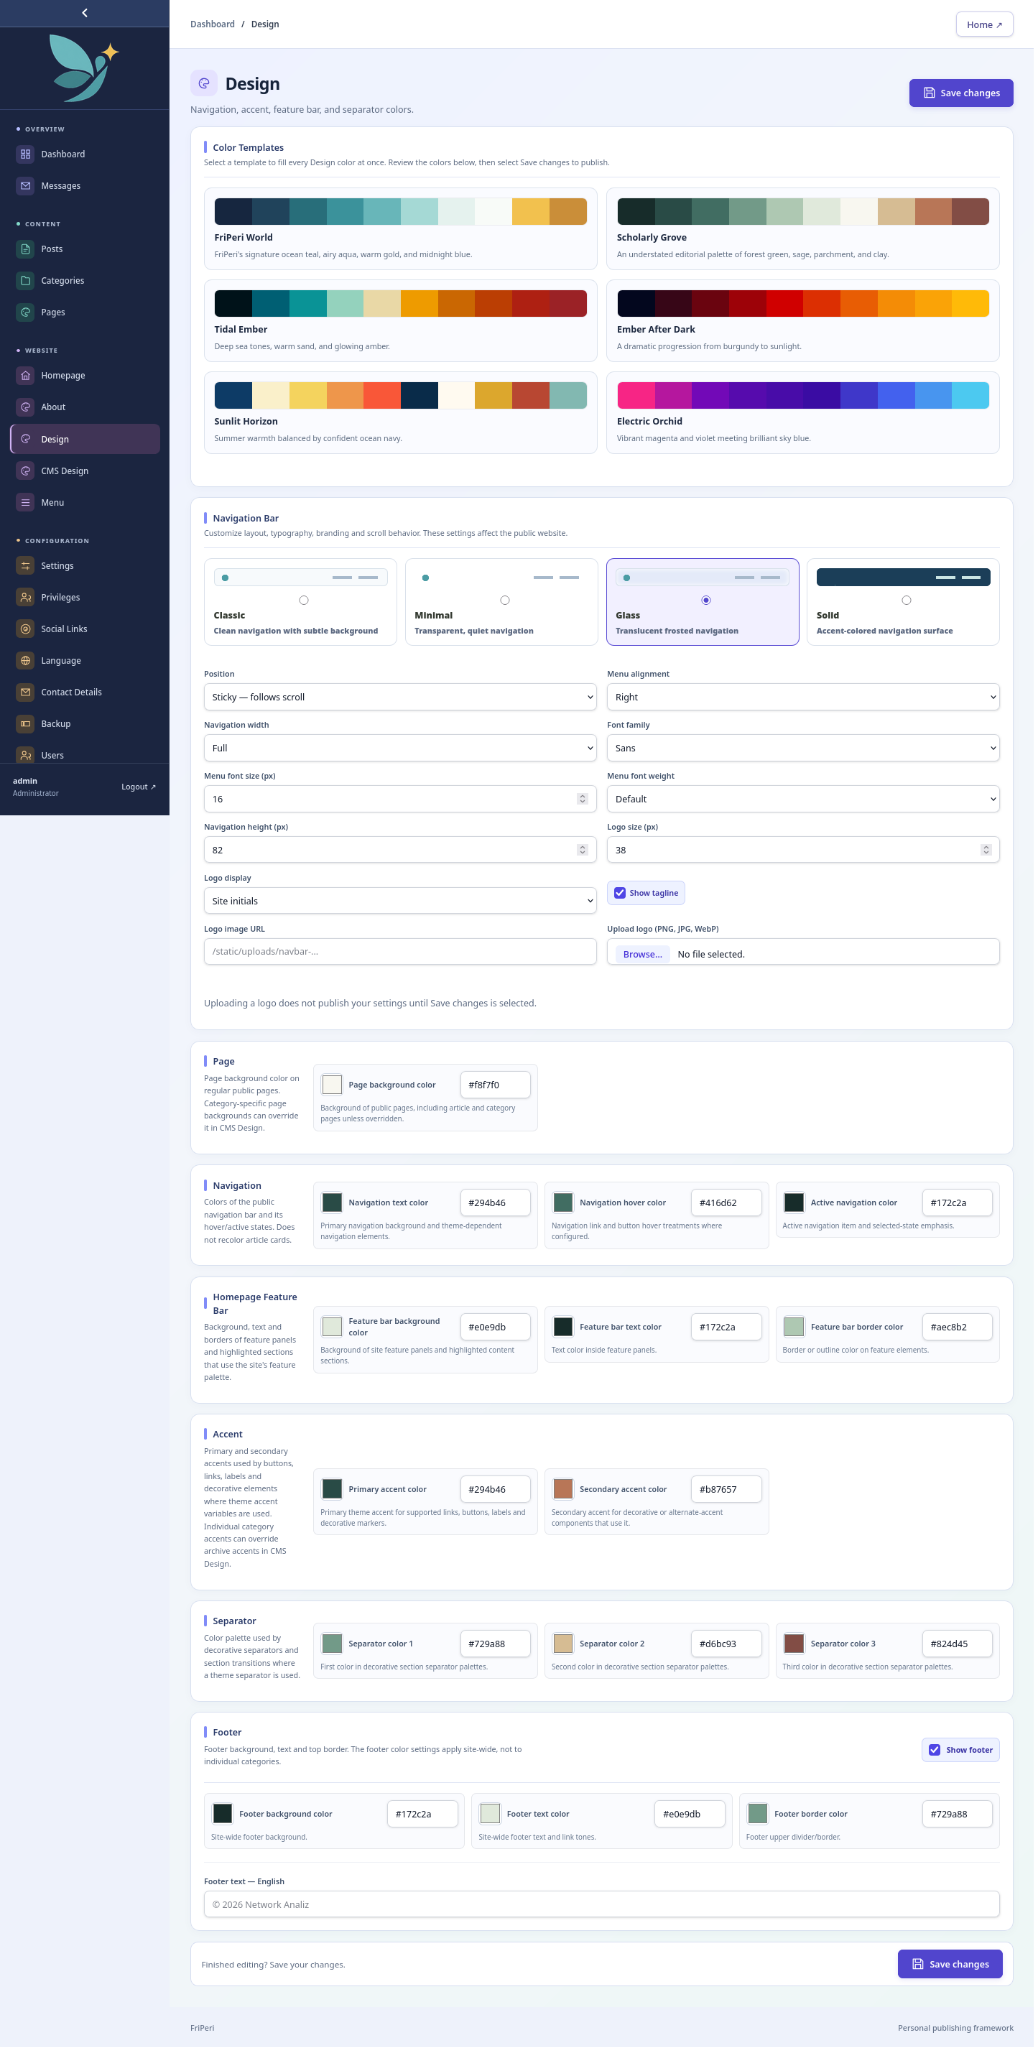 Dashboard / Design
Home ↗
OVERVIEW
Dashboard
Messages
CONTENT
Posts
Categories
Pages
WEBSITE
Homepage
About
Design
CMS Design
Menu
CONFIGURATION
Settings
Privileges
Social Links
Language
Contact Details
Backup
Users
admin
Administrator
Logout ↗
Design
Navigation, accent, feature bar, and separator colors.
Save changes
Color Templates
Select a template to fill every Design color at once. Review the colors below, then select Save changes to publish.
FriPeri World
FriPeri's signature ocean teal, airy aqua, warm gold, and midnight blue.
Scholarly Grove
An understated editorial palette of forest green, sage, parchment, and clay.
Tidal Ember
Deep sea tones, warm sand, and glowing amber.
Ember After Dark
A dramatic progression from burgundy to sunlight.
Sunlit Horizon
Summer warmth balanced by confident ocean navy.
Electric Orchid
Vibrant magenta and violet meeting brilliant sky blue.
Navigation Bar
Customize layout, typography, branding and scroll behavior. These settings affect the public website.
Classic
Clean navigation with subtle background
Minimal
Transparent, quiet navigation
Glass
Translucent frosted navigation
Solid
Accent-colored navigation surface
Position
Sticky — follows scroll
Menu alignment
Right
Navigation width
Full
Font family
Sans
Menu font size (px)
16
Menu font weight
Default
Navigation height (px)
82
Logo size (px)
38
Logo display
Site initials
Show tagline
Logo image URL
/static/uploads/navbar-...
Upload logo (PNG, JPG, WebP)
Browse... No file selected.
Uploading a logo does not publish your settings until Save changes is selected.
Page
Page background color on
regular public pages.
Category-specific page
backgrounds can override
it in CMS Design.
Page background color
#f8f7f0
Background of public pages, including article and category
pages unless overridden.
Navigation
Colors of the public
navigation bar and its
hover/active states. Does
not recolor article cards.
Navigation text color
#294b46
Primary navigation background and theme-dependent
navigation elements.
Navigation hover color
#416d62
Navigation link and button hover treatments where
configured.
Active navigation color
#172c2a
Active navigation item and selected-state emphasis.
Homepage Feature
Bar
Background, text and
borders of feature panels
and highlighted sections
that use the site's feature
palette.
Feature bar background
color
#e0e9db
Background of site feature panels and highlighted content
sections.
Feature bar text color
#172c2a
Text color inside feature panels.
Feature bar border color
#aec8b2
Border or outline color on feature elements.
Accent
Primary and secondary
accents used by buttons,
links, labels and
decorative elements
where theme accent
variables are used.
Individual category
accents can override
archive accents in CMS
Design.
Primary accent color
#294b46
Primary theme accent for supported links, buttons, labels and
decorative markers.
Secondary accent color
#b87657
Secondary accent for decorative or alternate-accent
components that use it.
Separator
Color palette used by
decorative separators and
section transitions where
a theme separator is used.
Separator color 1
#729a88
First color in decorative section separator palettes.
Separator color 2
#d6bc93
Second color in decorative section separator palettes.
Separator color 3
#824d45
Third color in decorative section separator palettes.
Footer
Footer background, text and top border. The footer color settings apply site-wide, not to
individual categories.
Show footer
Footer background color
#172c2a
Site-wide footer background.
Footer text color
#e0e9db
Site-wide footer text and link tones.
Footer border color
#729a88
Footer upper divider/border.
Footer text — English
© 2026 Network Analiz
Finished editing? Save your changes.
Save changes
FriPeri
Personal publishing framework